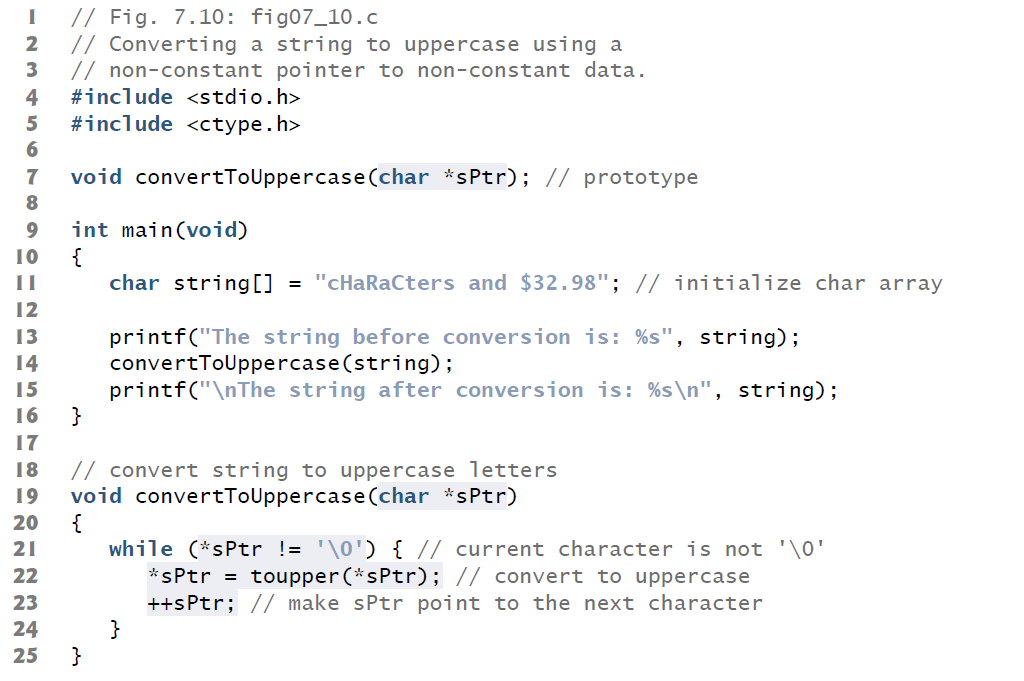 1 // Fig. 7.10: fig07_10.c
2 // Converting a string to uppercase using a
3 // non-constant pointer to non-constant data.
4 #include <stdio.h>
5 #include <ctype.h>
6
7 void convertToUppercase(char *sPtr); // prototype
8
9 int main(void)
10 {
11    char string[] = "cHaRaCters and $32.98"; // initialize char array
12
13    printf("The string before conversion is: %s", string);
14    convertToUppercase(string);
15    printf("\nThe string after conversion is: %s\n", string);
16 }
17
18 // convert string to uppercase letters
19 void convertToUppercase(char *sPtr)
20 {
21    while (*sPtr != '\0') { // current character is not '\0'
22       *sPtr = toupper(*sPtr); // convert to uppercase
23       ++sPtr; // make sPtr point to the next character
24    }
25 }